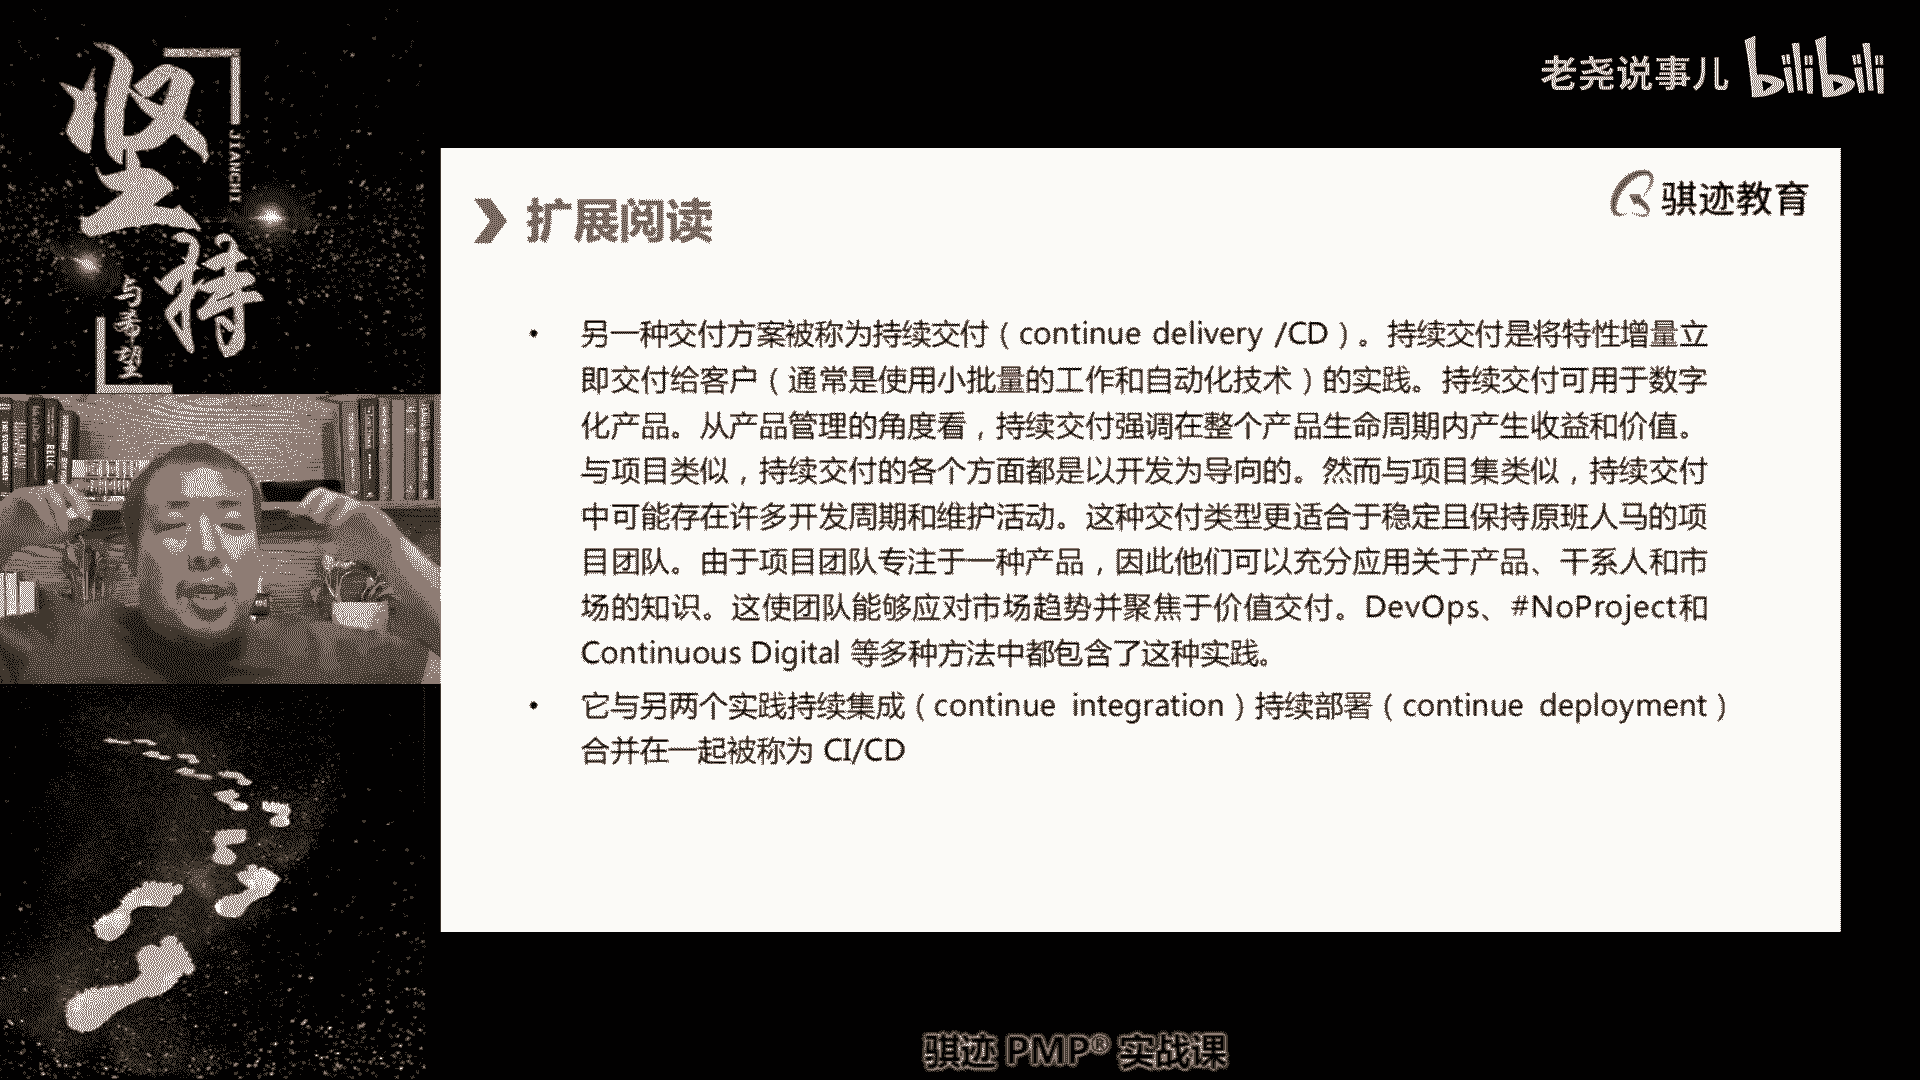 坚持
JIANCHI
与希望
老尧说事儿 bilibili
骐迹教育
扩展阅读
• 另一种交付方案被称为持续交付（continue delivery /CD）。持续交付是将特性增量立
即交付给客户（通常是使用小批量的工作和自动化技术）的实践。持续交付可用于数字
化产品。从产品管理的角度看，持续交付强调在整个产品生命周期内产生收益和价值。
与项目类似，持续交付的各个方面都是以开发为导向的。然而与项目集类似，持续交付
中可能存在许多开发周期和维护活动。这种交付类型更适合于稳定且保持原班人马的项
目团队。由于项目团队专注于一种产品，因此他们可以充分应用关于产品、干系人和市
场的知识。这使团队能够应对市场趋势并聚焦于价值交付。DevOps、#NoProject和
Continuous Digital 等多种方法中都包含了这种实践。
• 它与另两个实践持续集成（continue integration）持续部署（continue deployment）
合并在一起被称为 CI/CD
骐迹 PMP® 实战课